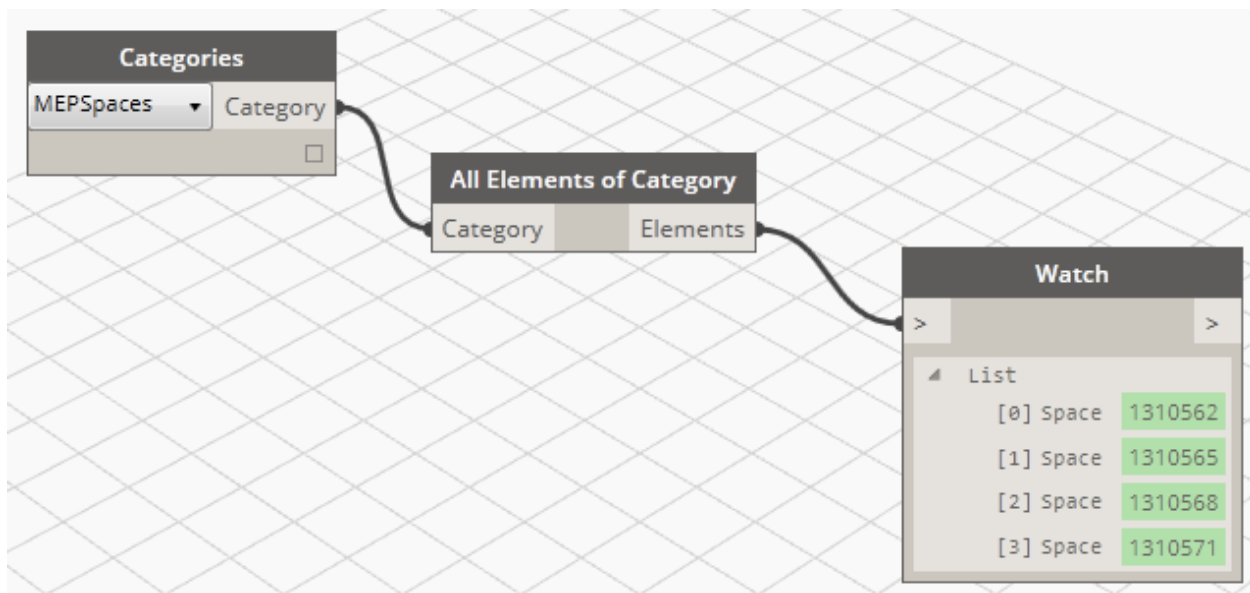 Categories
MEPSpaces Category
All Elements of Category
Category Elements
Watch
> >
List
[0] Space 1310562
[1] Space 1310565
[2] Space 1310568
[3] Space 1310571